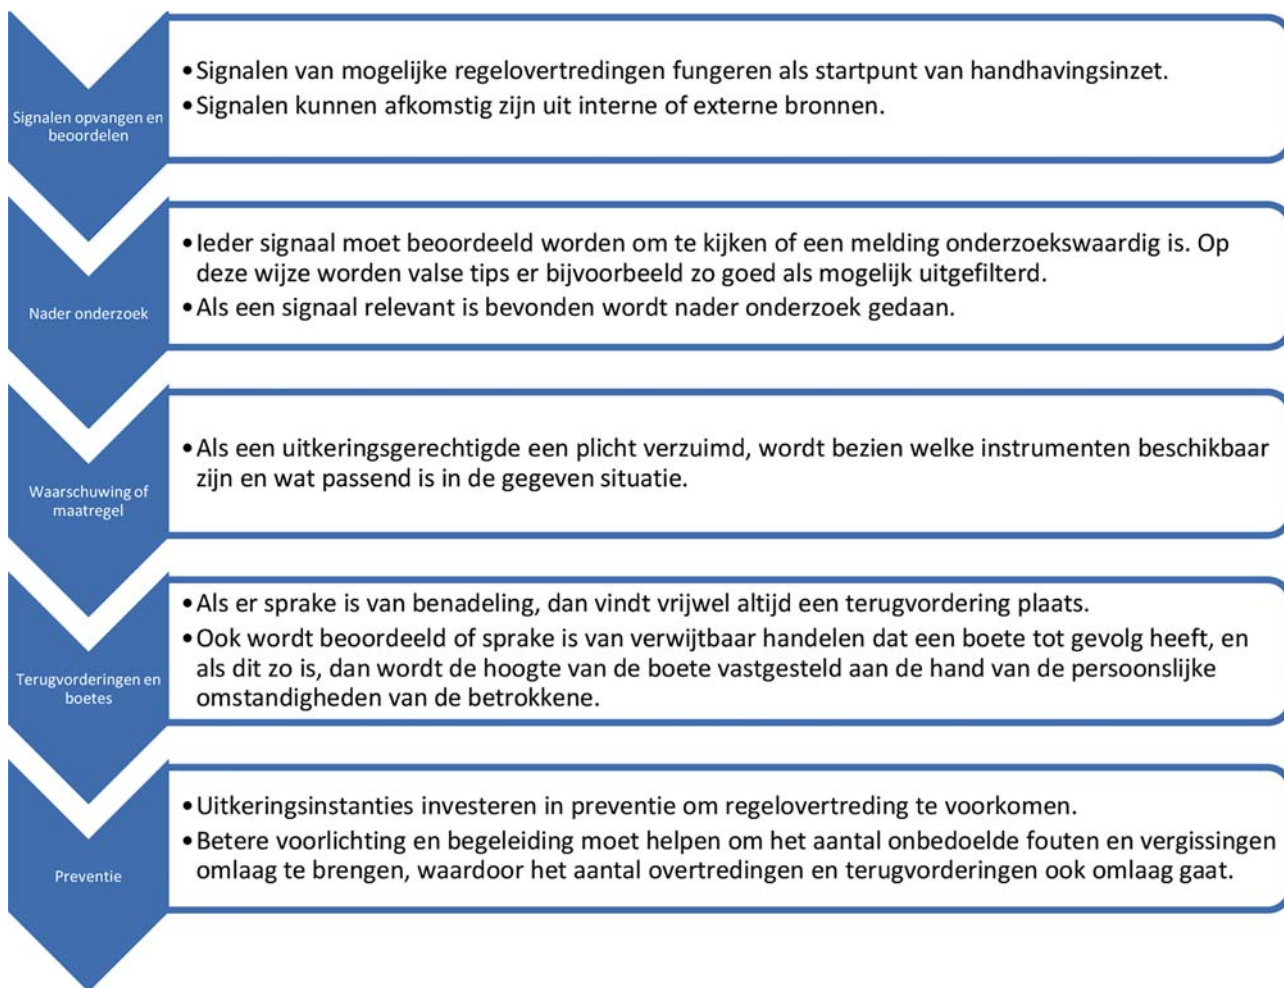 Signalen opvangen en
beoordelen
• Signalen van mogelijke regelovertredingen fungeren als startpunt van handhavingsinzet.
• Signalen kunnen afkomstig zijn uit interne of externe bronnen.
Nader onderzoek
• Ieder signaal moet beoordeeld worden om te kijken of een melding onderzoekswaardig is. Op
deze wijze worden valse tips er bijvoorbeeld zo goed als mogelijk uitgefilterd.
• Als een signaal relevant is bevonden wordt nader onderzoek gedaan.
Waarschuwing of
maatregel
• Als een uitkeringsgerechtigde een plicht verzuimd, wordt bezien welke instrumenten beschikbaar
zijn en wat passend is in de gegeven situatie.
Terugvorderingen en
boetes
• Als er sprake is van benadeling, dan vindt vrijwel altijd een terugvordering plaats.
• Ook wordt beoordeeld of sprake is van verwijtbaar handelen dat een boete tot gevolg heeft, en
als dit zo is, dan wordt de hoogte van de boete vastgesteld aan de hand van de persoonslijke
omstandigheden van de betrokkene.
Preventie
• Uitkeringsinstanties investeren in preventie om regelovertreding te voorkomen.
• Betere voorlichting en begeleiding moet helpen om het aantal onbedoelde fouten en vergissingen
omlaag te brengen, waardoor het aantal overtredingen en terugvorderingen ook omlaag gaat.